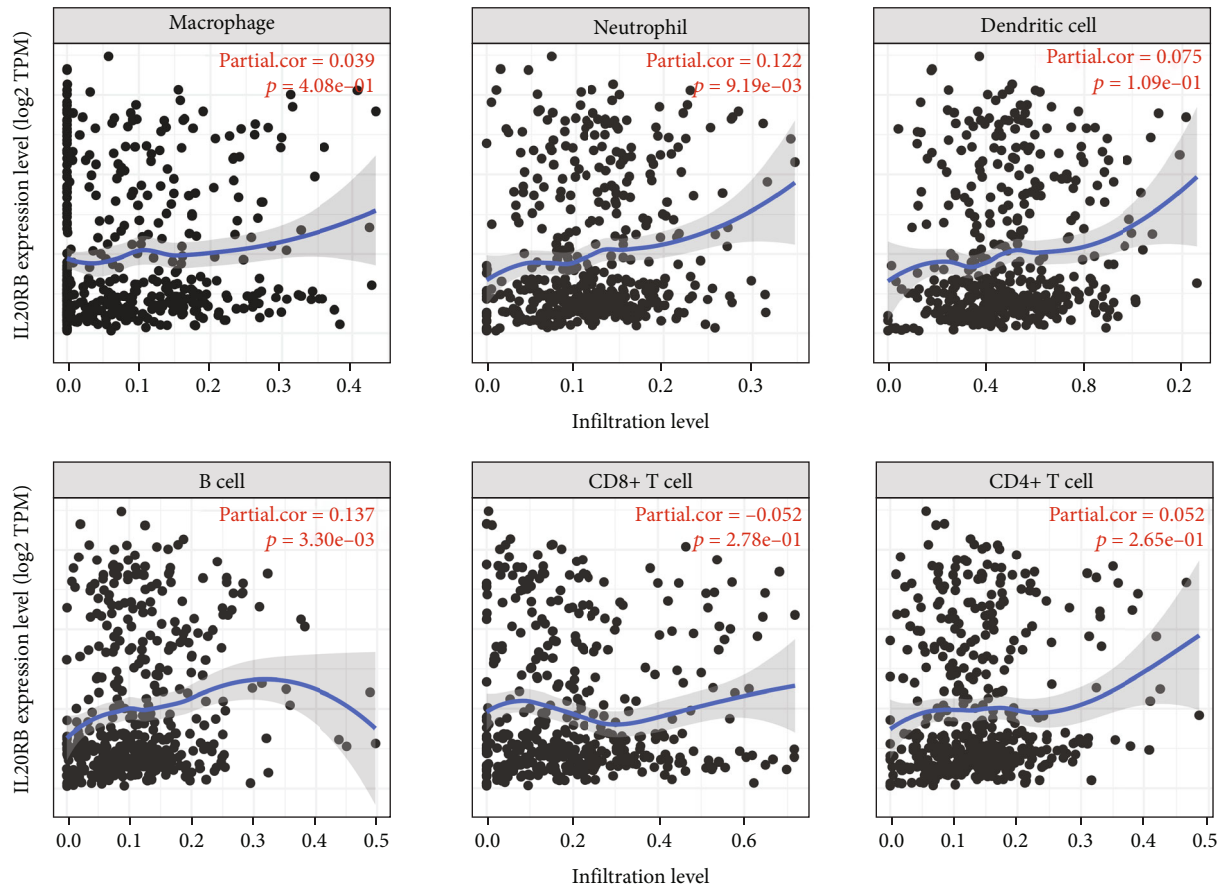 Macrophage
Neutrophil
Dendritic cell
IL20RB expression level (log2 TPM)
Partial.cor = 0.039
p = 4.08e–01
Partial.cor = 0.122
p = 9.19e–03
Partial.cor = 0.075
p = 1.09e–01
0.0 0.1 0.2 0.3 0.4
0.0 0.1 0.2 0.3
0.0 0.4 0.8 0.2
Infiltration level
B cell
CD8+ T cell
CD4+ T cell
IL20RB expression level (log2 TPM)
Partial.cor = 0.137
p = 3.30e–03
Partial.cor = –0.052
p = 2.78e–01
Partial.cor = 0.052
p = 2.65e–01
0.0 0.1 0.2 0.3 0.4 0.5
0.0 0.2 0.4 0.6
0.0 0.1 0.2 0.3 0.4 0.5
Infiltration level